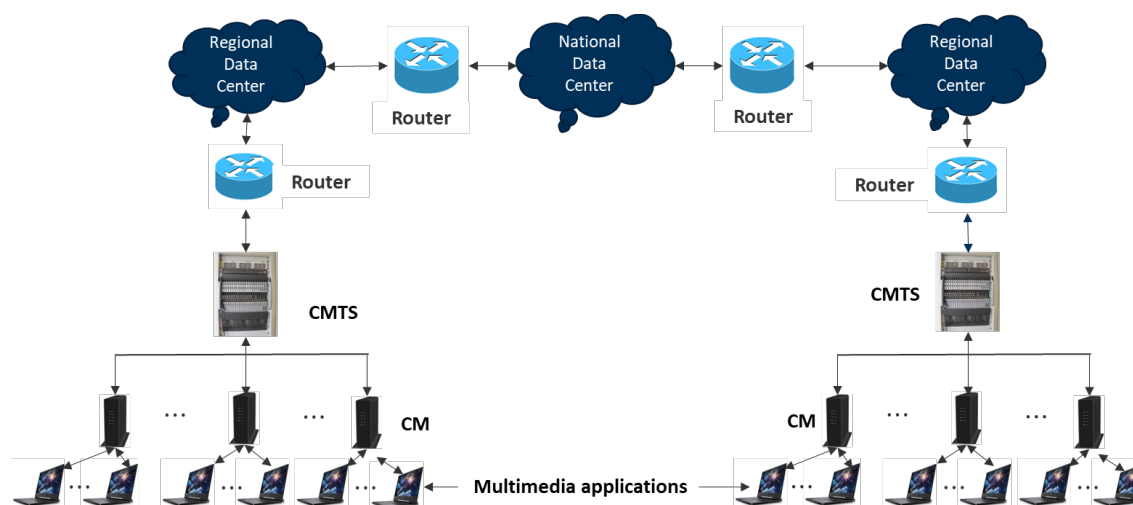 Regional
Data
Center
National
Data
Center
Regional
Data
Center
Router
Router
Router
Router
CMTS
CMTS
...
...
CM
CM
...
...
...
...
...
Multimedia applications
...
...
...